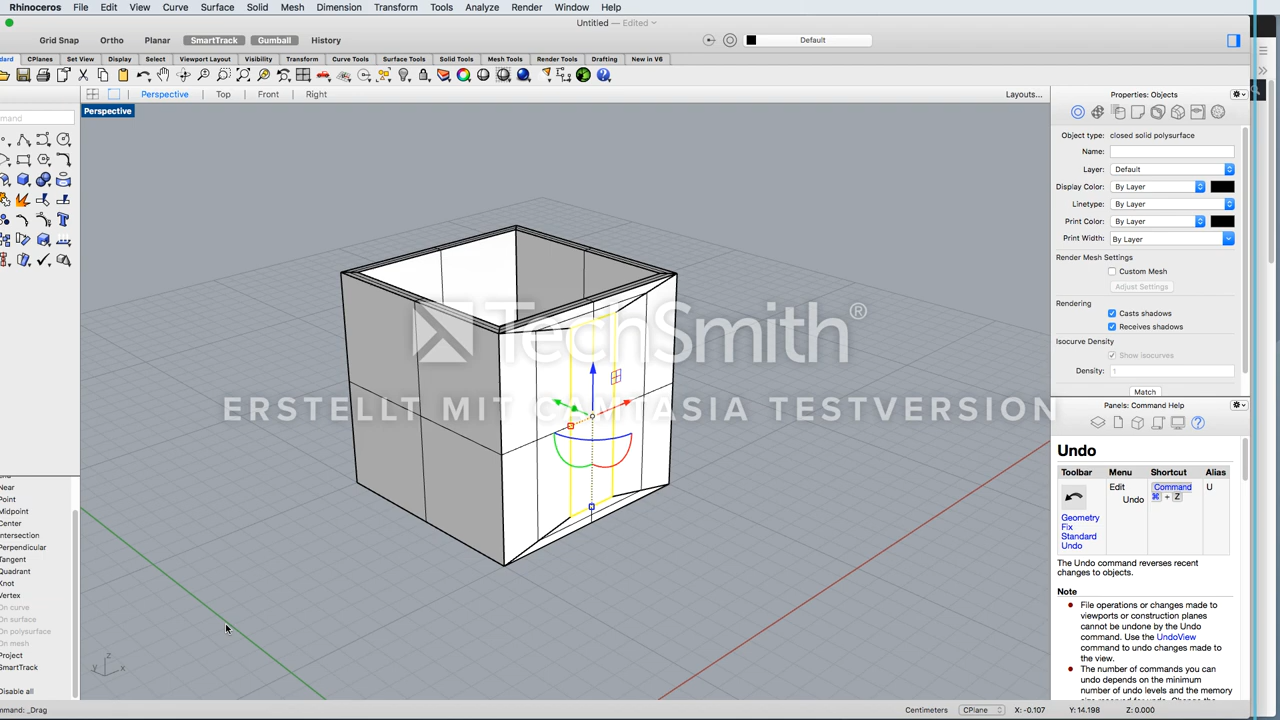 Rhinoceros File Edit View Curve Surface Solid Mesh Dimension Transform Tools Analyze Render Window Help
Untitled — Edited
Grid Snap Ortho Planar SmartTrack Gumball History Default
CPlanes Set View Display Select Viewport Layout Visibility Transform Curve Tools Surface Tools Solid Tools Mesh Tools Render Tools Drafting New in V6
Perspective Top Front Right Layouts...
Perspective
Properties: Objects
Object type: closed solid polysurface
Name:
Layer: Default
Display Color: By Layer
Linetype: By Layer
Print Color: By Layer
Print Width: By Layer
Render Mesh Settings
Custom Mesh
Adjust Settings
Rendering
Casts shadows
Receives shadows
Isocurve Density
Show isocurves
Density: 1
Match
TechSmith®
ERSTELLT MIT CAMTASIA TESTVERSION
Panels: Command Help
Undo
Toolbar Menu Shortcut Alias
Edit Command U
Undo ⌘ + Z
Geometry
Fix
Standard
Undo
The Undo command reverses recent
changes to objects.
Note
File operations or changes made to
viewports or construction planes
cannot be undone by the Undo
command. Use the UndoView
command to undo changes made to
the view.
The number of commands you can
undo depends on the minimum
number of undo levels and the memory
Near
Point
Midpoint
Center
ntersection
Perpendicular
Tangent
Quadrant
Knot
Vertex
On curve
On surface
On polysurface
On mesh
Project
SmartTrack
Disable all
z
y x
mmand: _Drag
Centimeters CPlane X: -0.107 Y: 14.198 Z: 0.000